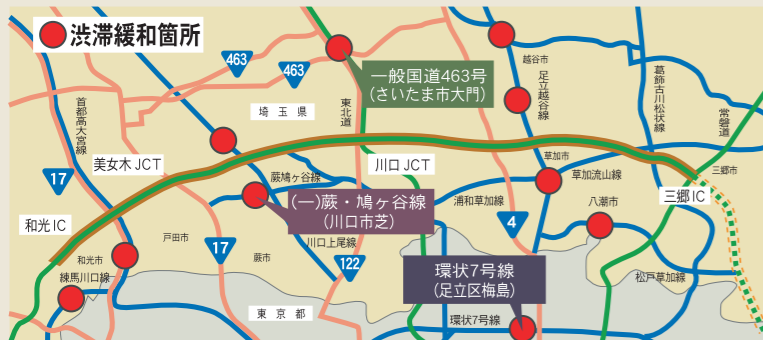 渋滞緩和箇所
463
463
一般国道463号
(さいたま市大門)
越谷市
足立越谷線
葛飾吉川松伏線
常磐道
首都高大宮線
埼玉県
東北道
美女木JCT
川口JCT
草加市
三郷市
17
蕨鳩ヶ谷線
草加流山線
(一)蕨・鳩ヶ谷線
(川口市芝)
浦和草加線
八潮市
三郷IC
和光IC
4
戸田市
17
川口上尾線
和光市
蕨市
122
環状7号線
(足立区梅島)
練馬川口線
松戸草加線
東京都
環状7号線